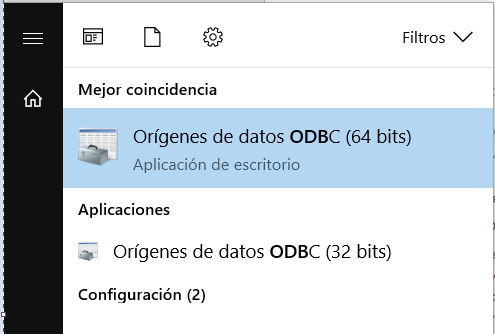 Filtros
Mejor coincidencia
Orígenes de datos ODBC (64 bits)
Aplicación de escritorio
Aplicaciones
Orígenes de datos ODBC (32 bits)
Configuración (2)